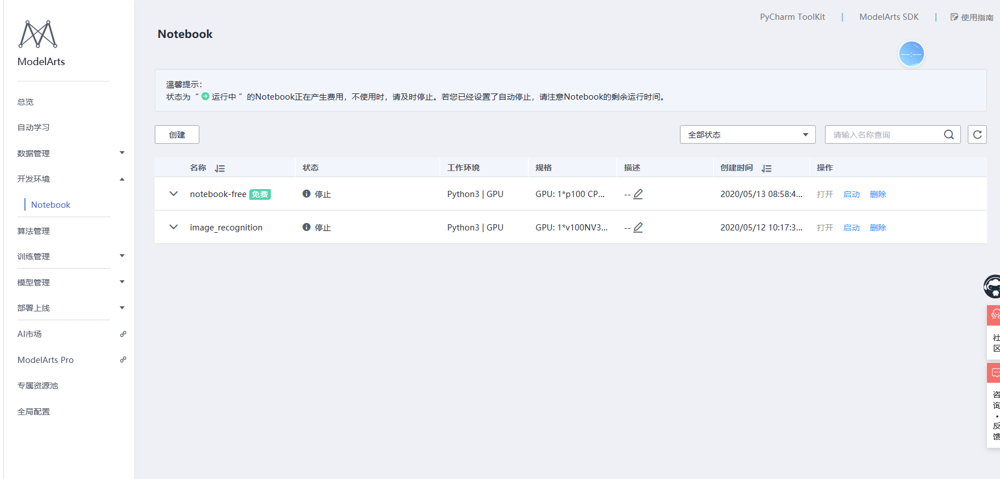 PyCharm ToolKit | ModelArts SDK | 使用指南
ModelArts
Notebook
--:--
温馨提示：
状态为“ 运行中 ”的Notebook正在产生费用，不使用时，请及时停止。若您已经设置了自动停止，请注意Notebook的剩余运行时间。
总览
自动学习
数据管理
开发环境
Notebook
算法管理
训练管理
模型管理
部署上线
AI市场
ModelArts Pro
专属资源池
全局配置
创建
全部状态
请输入名称查询
名称 状态 工作环境 规格 描述 创建时间 操作
notebook-free 免费 停止 Python3 | GPU GPU: 1*p100 CP... -- 2020/05/13 08:58:4... 打开 启动 删除
image_recognition 停止 Python3 | GPU GPU: 1*v100NV3... -- 2020/05/12 10:17:3... 打开 启动 删除
社
区
咨
询
•
反
馈